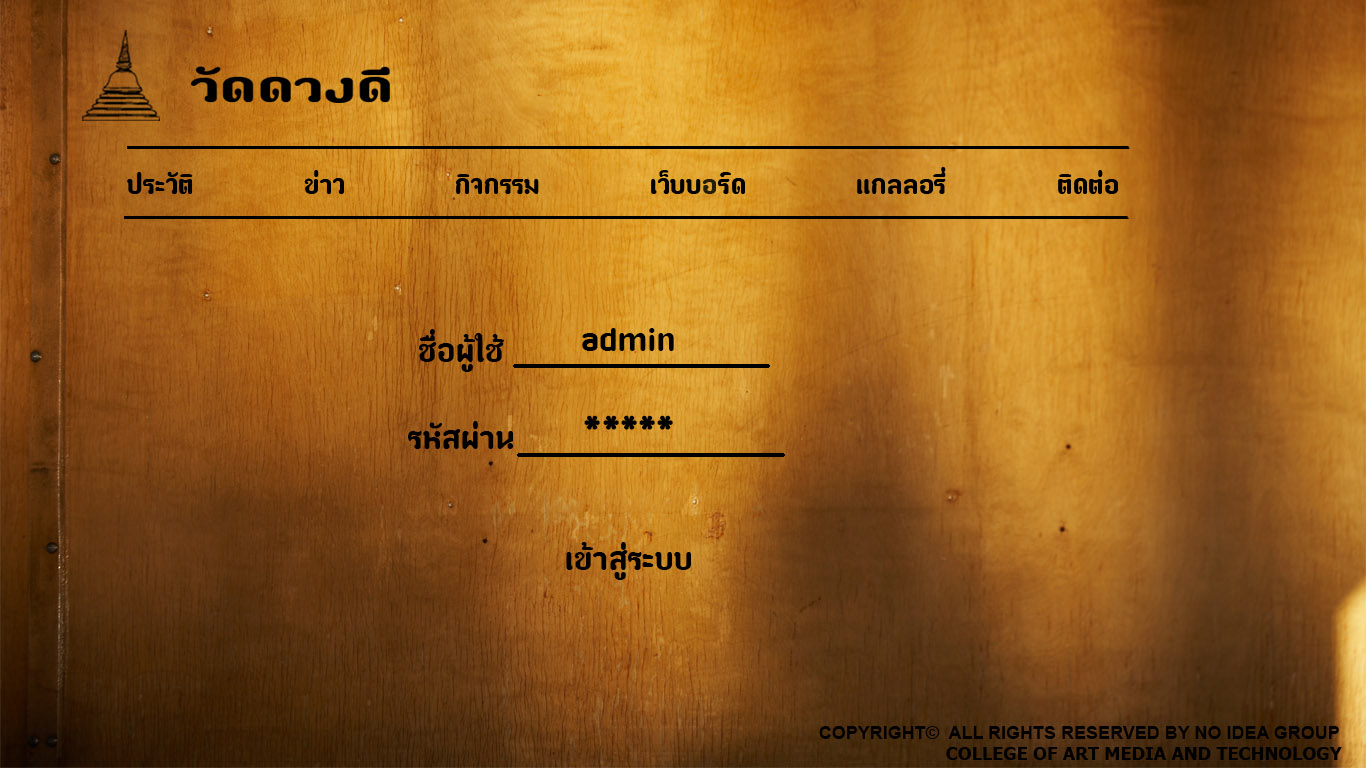 วัดดวงดี
ประวัติ ข่าว กิจกรรม เว็บบอร์ด แกลลอรี่ ติดต่อ
ชื่อผู้ใช้ admin
รหัสผ่าน *****
เข้าสู่ระบบ
COPYRIGHT© ALL RIGHTS RESERVED BY NO IDEA GROUP
COLLEGE OF ART MEDIA AND TECHNOLOGY